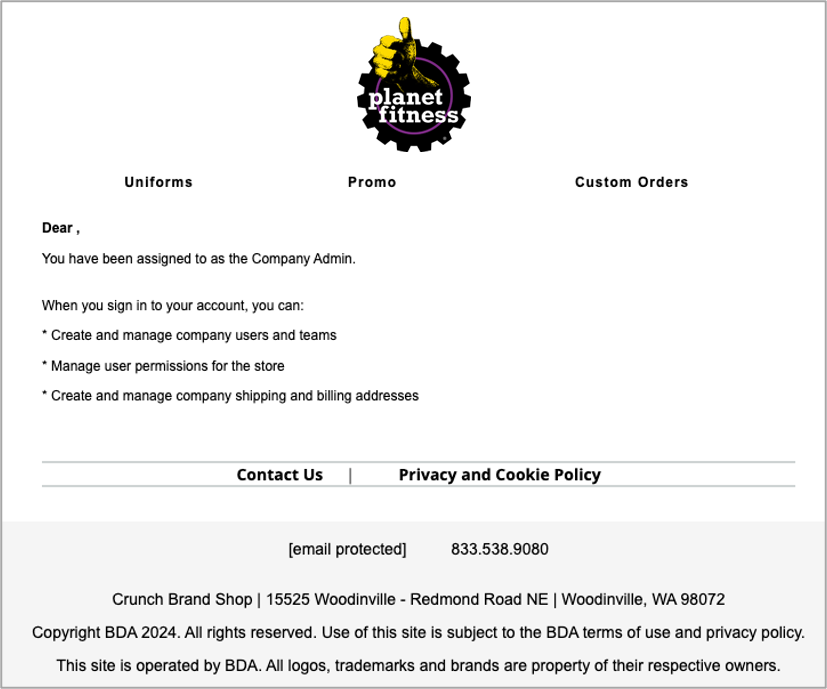 planet
fitness
Uniforms Promo Custom Orders
Dear ,
You have been assigned to as the Company Admin.
When you sign in to your account, you can:
* Create and manage company users and teams
* Manage user permissions for the store
* Create and manage company shipping and billing addresses
Contact Us | Privacy and Cookie Policy
[email protected] 833.538.9080
Crunch Brand Shop | 15525 Woodinville - Redmond Road NE | Woodinville, WA 98072
Copyright BDA 2024. All rights reserved. Use of this site is subject to the BDA terms of use and privacy policy.
This site is operated by BDA. All logos, trademarks and brands are property of their respective owners.